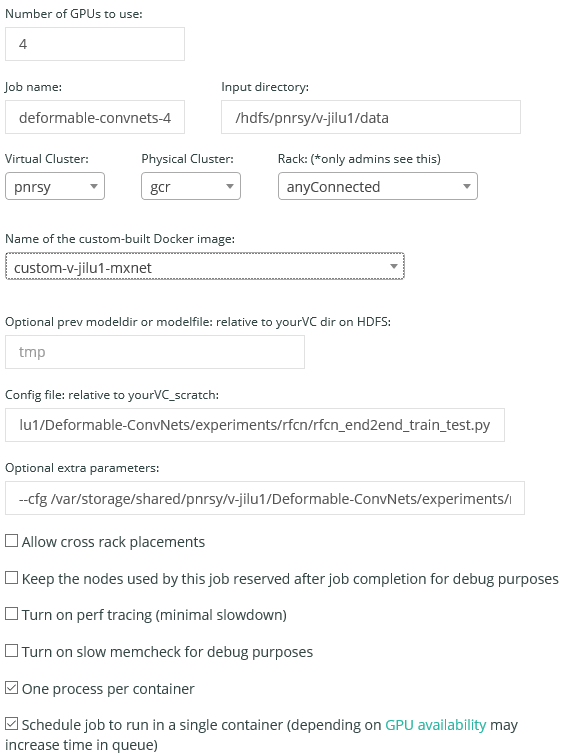 Number of GPUs to use:
4
Job name:
Input directory:
deformable-convnets-4
/hdfs/pnrsy/v-jilu1/data
Virtual Cluster:
Physical Cluster:
Rack: (*only admins see this)
pnrsy
gcr
anyConnected
Name of the custom-built Docker image:
custom-v-jilu1-mxnet
Optional prev modeldir or modelfile: relative to yourVC dir on HDFS:
tmp
Config file: relative to yourVC_scratch:
lu1/Deformable-ConvNets/experiments/rfcn/rfcn_end2end_train_test.py
Optional extra parameters:
--cfg /var/storage/shared/pnrsy/v-jilu1/Deformable-ConvNets/experiments/
Allow cross rack placements
Keep the nodes used by this job reserved after job completion for debug purposes
Turn on perf tracing (minimal slowdown)
Turn on slow memcheck for debug purposes
One process per container
Schedule job to run in a single container (depending on GPU availability may
increase time in queue)